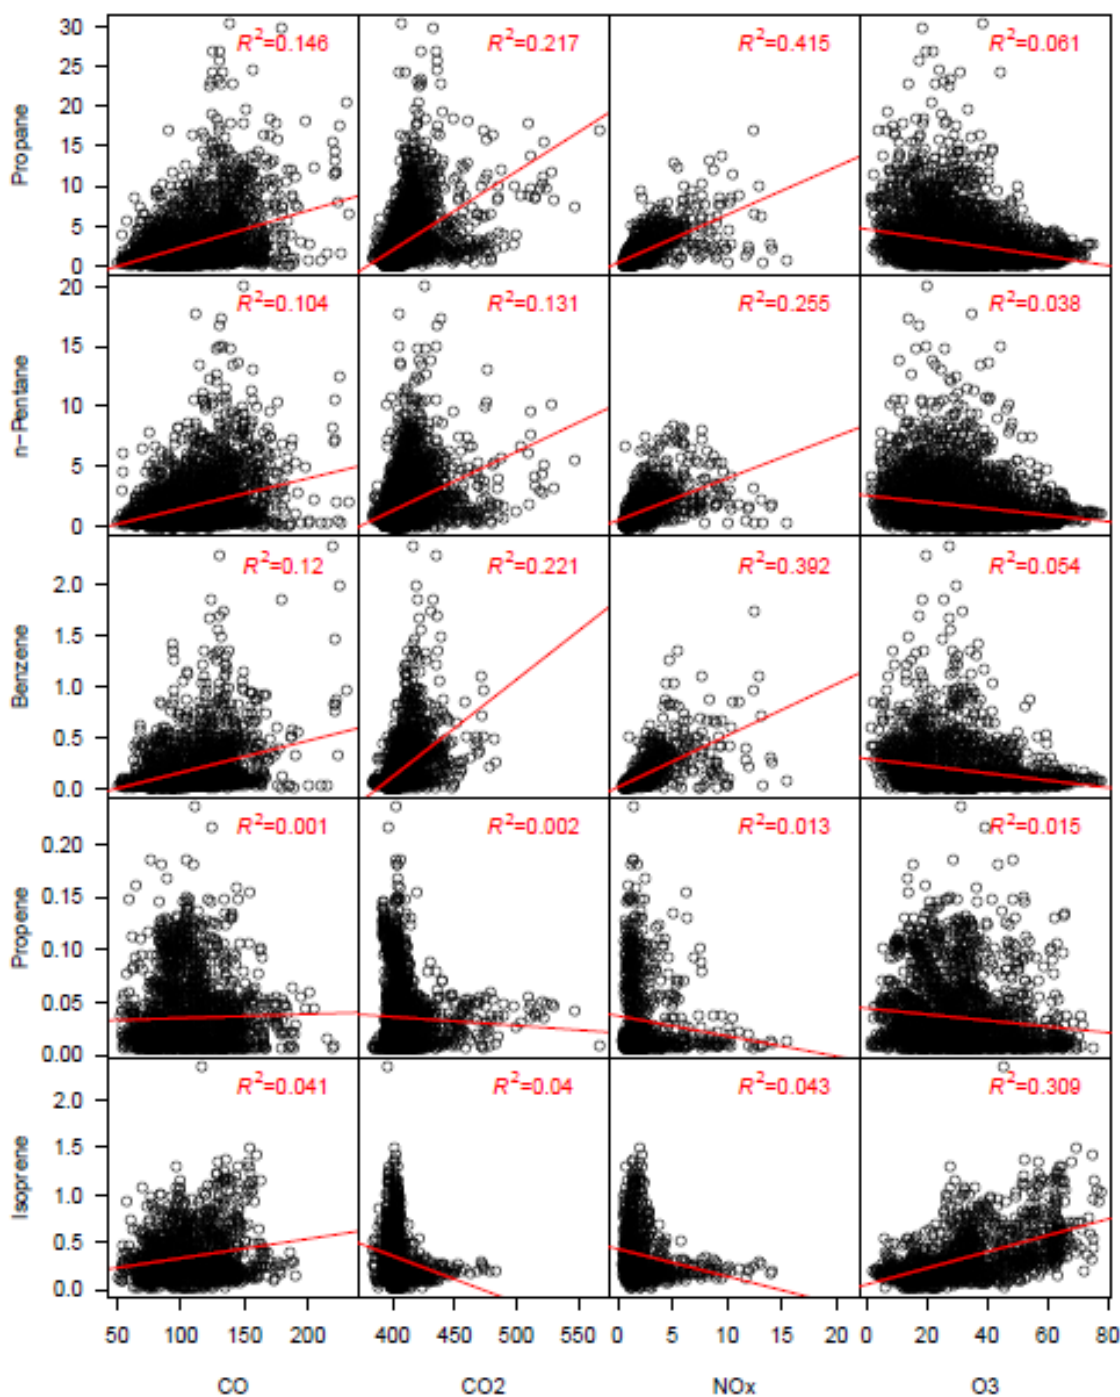 30
25
20
15
10
5
0
Propane
R²=0.146
R²=0.217
R²=0.415
R²=0.061
20
15
10
5
0
n-Pentane
R²=0.104
R²=0.131
R²=0.255
R²=0.038
2.0
1.5
1.0
0.5
0.0
Benzene
R²=0.12
R²=0.221
R²=0.392
R²=0.054
0.20
0.15
0.10
0.05
0.00
Propene
R²=0.001
R²=0.002
R²=0.013
R²=0.015
2.0
1.5
1.0
0.5
0.0
Isoprene
R²=0.041
R²=0.04
R²=0.043
R²=0.309
50 100 150 200
400 450 500 550
0 5 10 15 20
0 20 40 60 80
CO CO2 NOx O3